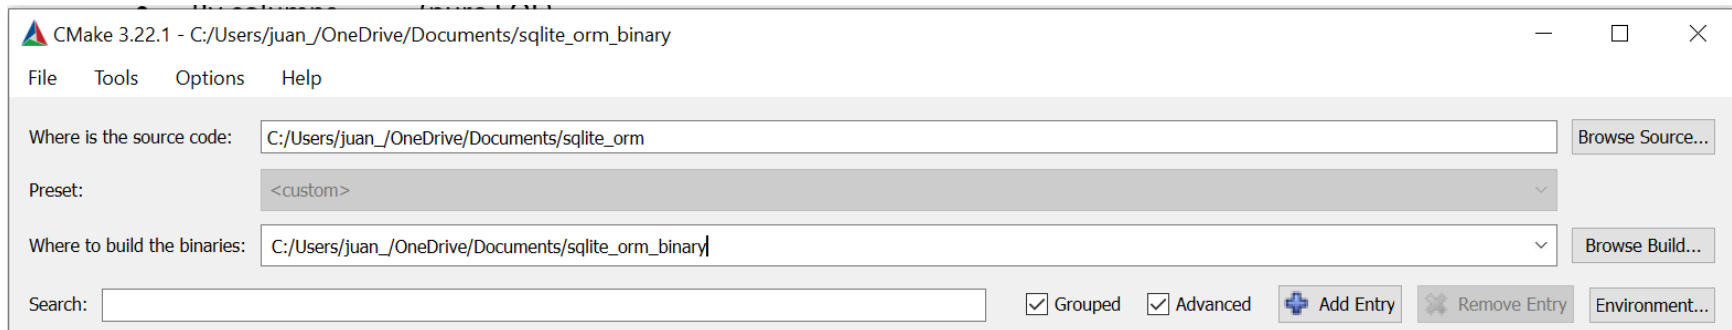 CMake 3.22.1 - C:/Users/juan_/OneDrive/Documents/sqlite_orm_binary
File Tools Options Help
Where is the source code: C:/Users/juan_/OneDrive/Documents/sqlite_orm Browse Source...
Preset: <custom>
Where to build the binaries: C:/Users/juan_/OneDrive/Documents/sqlite_orm_binary Browse Build...
Search: Grouped Advanced Add Entry Remove Entry Environment...